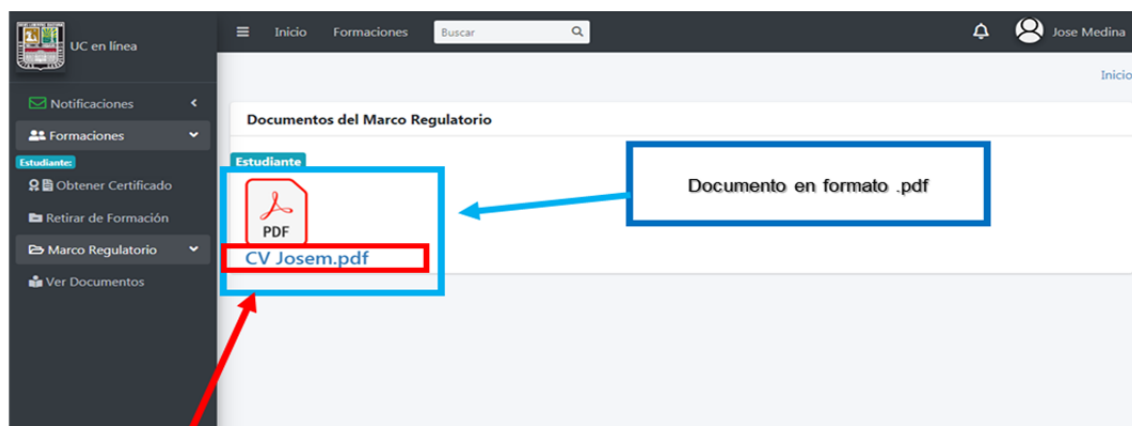 UC en línea
Inicio
Formaciones
Buscar
Jose Medina
Inicio
Notificaciones
Formaciones
Estudiante:
Obtener Certificado
Retirar de Formación
Marco Regulatorio
Ver Documentos
Documentos del Marco Regulatorio
Estudiante
PDF
CV Josem.pdf
Documento en formato .pdf